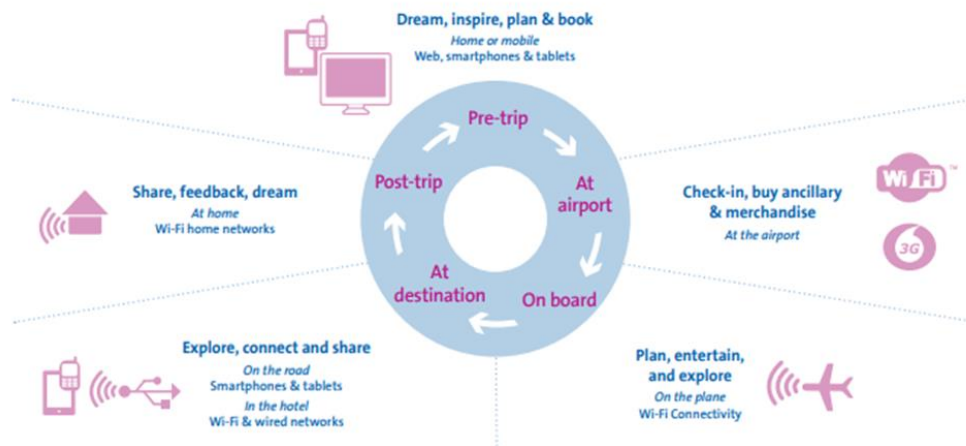 Dream, inspire, plan & book
Home or mobile
Web, smartphones & tablets
Pre-trip
At
airport
On board
At
destination
Post-trip
Check-in, buy ancillary
& merchandise
At the airport
Wi Fi™
3G
Plan, entertain,
and explore
On the plane
Wi-Fi Connectivity
Explore, connect and share
On the road
Smartphones & tablets
In the hotel
Wi-Fi & wired networks
Share, feedback, dream
At home
Wi-Fi home networks